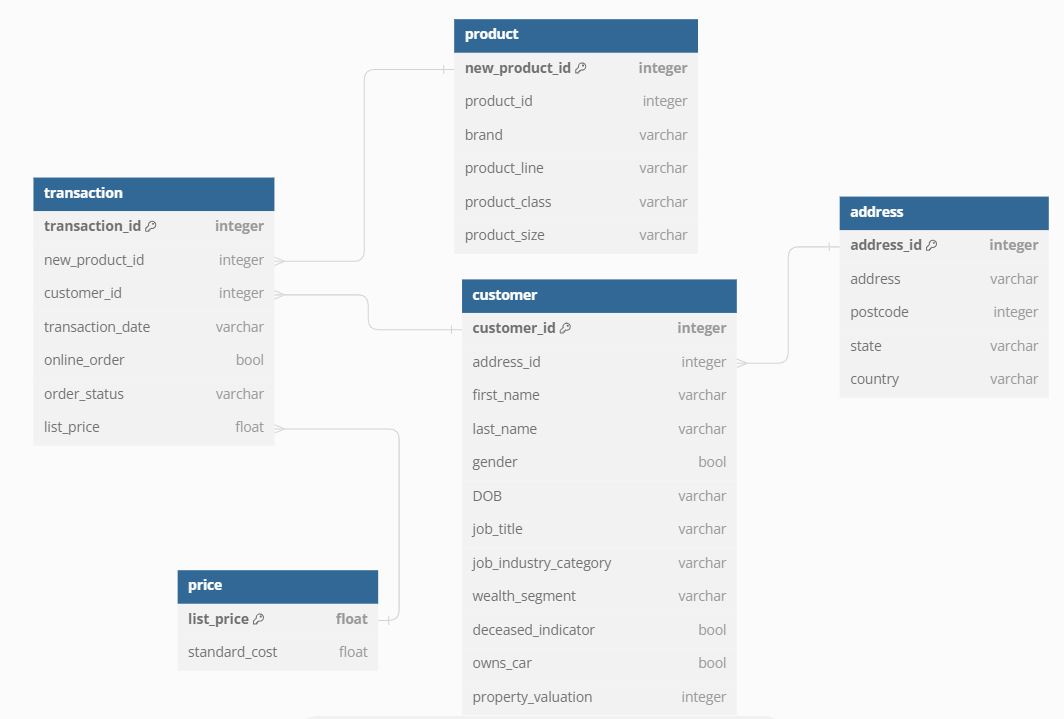 product
new_product_id integer
product_id integer
brand varchar
product_line varchar
product_class varchar
product_size varchar
transaction
transaction_id integer
new_product_id integer
customer_id integer
transaction_date varchar
online_order bool
order_status varchar
list_price float
address
address_id integer
address varchar
postcode integer
state varchar
country varchar
customer
customer_id integer
address_id integer
first_name varchar
last_name varchar
gender bool
DOB varchar
job_title varchar
job_industry_category varchar
wealth_segment varchar
deceased_indicator bool
owns_car bool
property_valuation integer
price
list_price float
standard_cost float